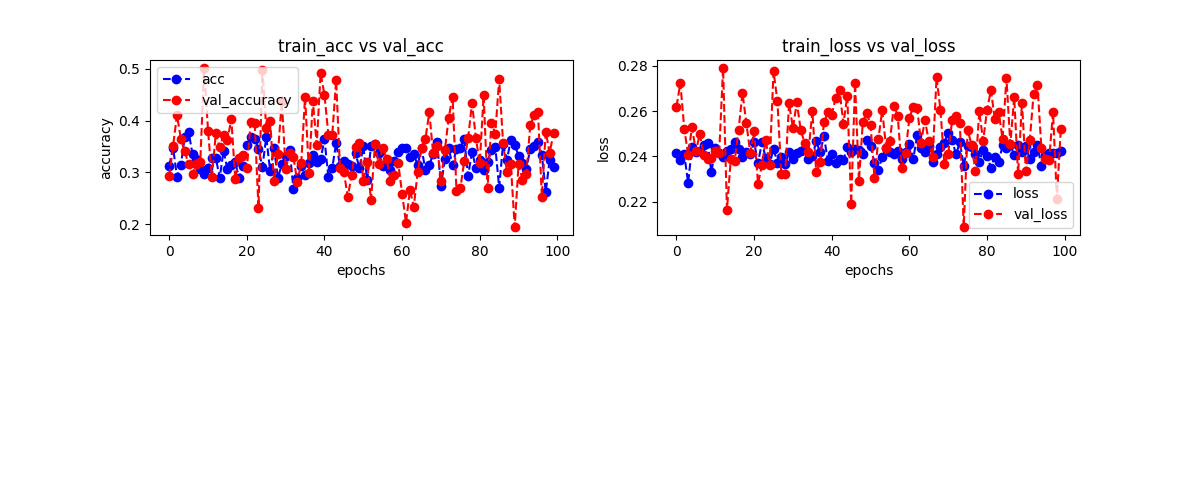 train_acc vs val_acc
0.5
0.4
0.3
0.2
accuracy
acc
val_accuracy
0 20 40 60 80 100
epochs
train_loss vs val_loss
0.28
0.26
0.24
0.22
loss
loss
val_loss
0 20 40 60 80 100
epochs